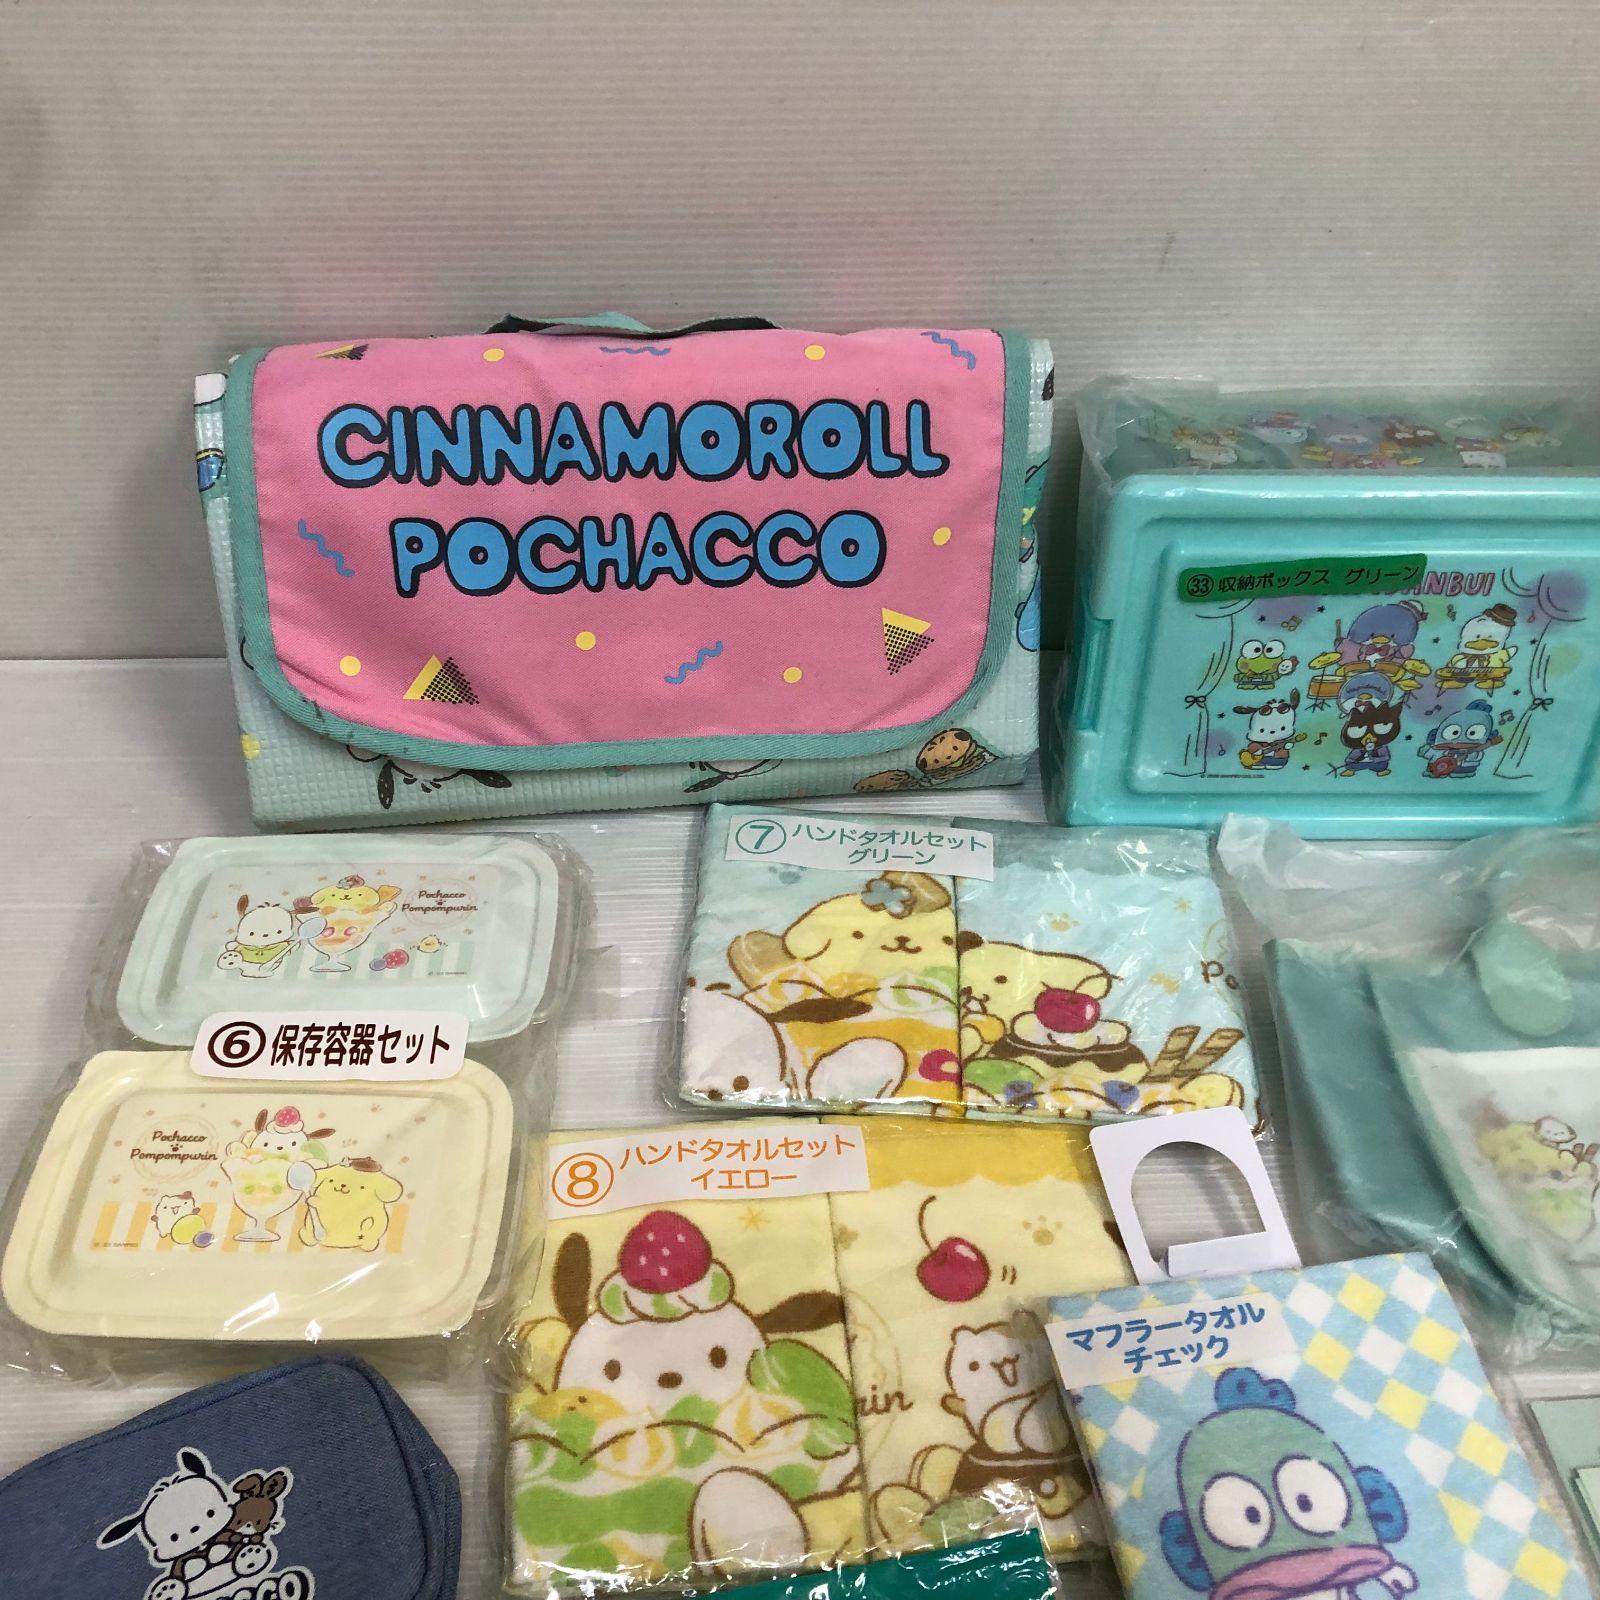 CINNAMOROLL
POCHACCO
㉝収納ボックス グリーン
ANBUI
⑦ハンドタオルセット
グリーン
Pochacco
Pompompurin
⑥保存容器セット
Pochacco
Pompompurin
⑧ハンドタオルセット
イエロー
マフラータオル
チェック